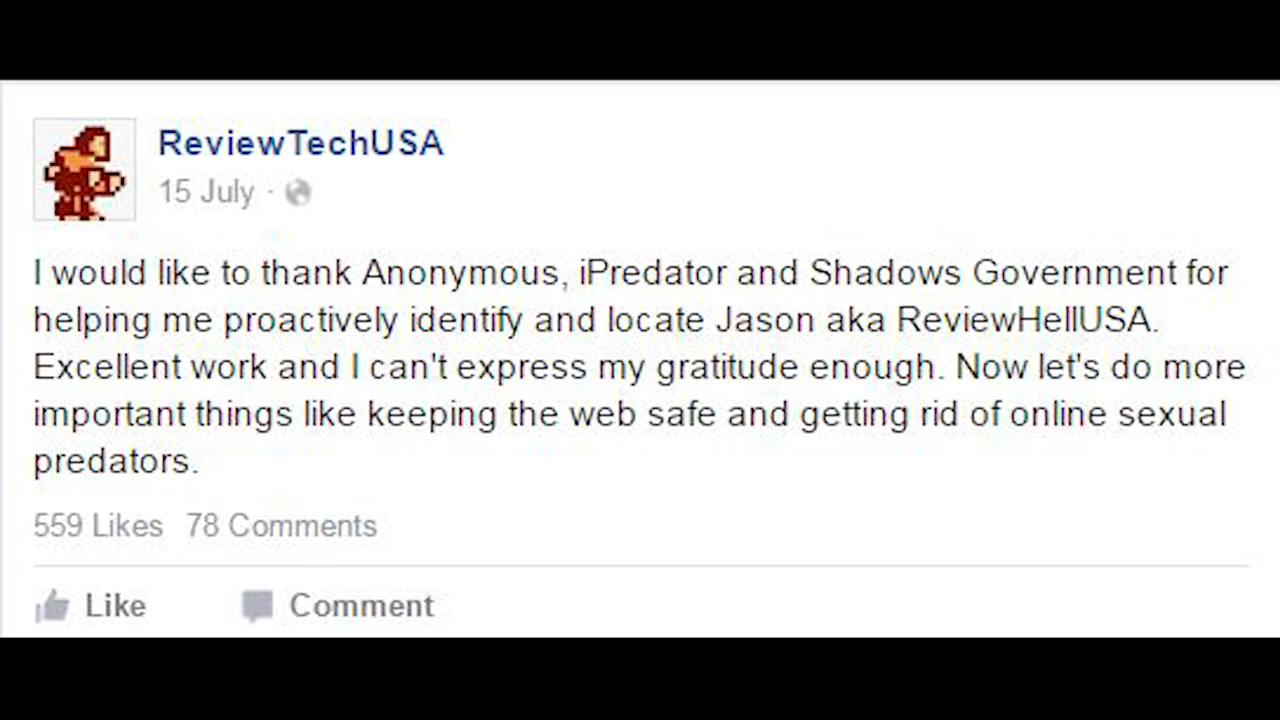 ReviewTechUSA
15 July ·
I would like to thank Anonymous, iPredator and Shadows Government for
helping me proactively identify and locate Jason aka ReviewHellUSA.
Excellent work and I can't express my gratitude enough. Now let's do more
important things like keeping the web safe and getting rid of online sexual
predators.
559 Likes 78 Comments
Like Comment